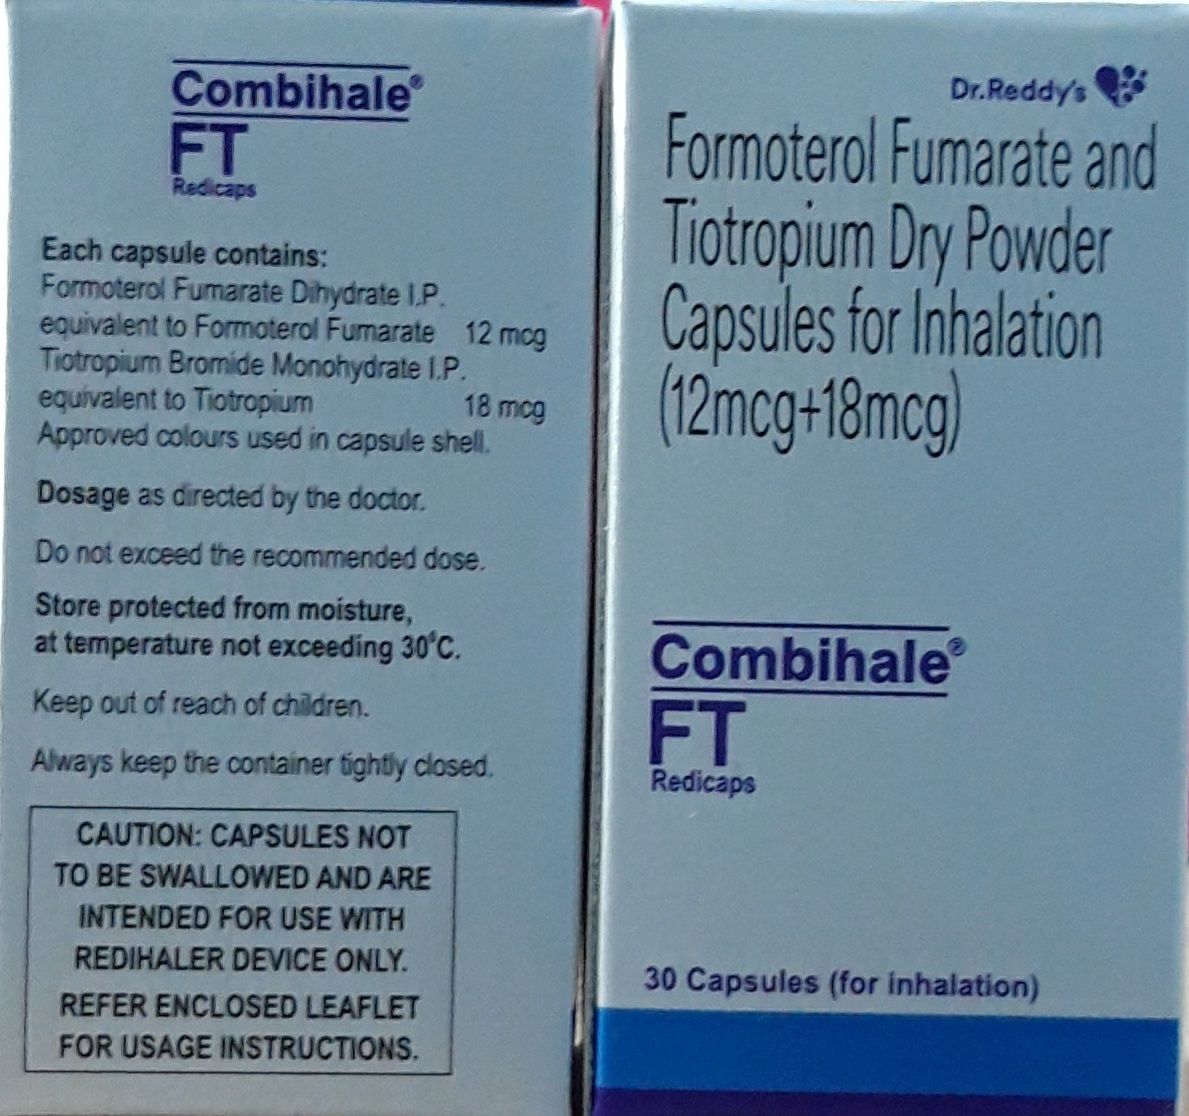 Combihale®
FT
Redicaps
Each capsule contains:
Formoterol Fumarate Dihydrate I.P.
equivalent to Formoterol Fumarate 12 mcg
Tiotropium Bromide Monohydrate I.P.
equivalent to Tiotropium 18 mcg
Approved colours used in capsule shell.
Dosage as directed by the doctor.
Do not exceed the recommended dose.
Store protected from moisture,
at temperature not exceeding 30°C.
Keep out of reach of children.
Always keep the container tightly closed.
CAUTION: CAPSULES NOT
TO BE SWALLOWED AND ARE
INTENDED FOR USE WITH
REDIHALER DEVICE ONLY.
REFER ENCLOSED LEAFLET
FOR USAGE INSTRUCTIONS.
Dr.Reddy's
Formoterol Fumarate and
Tiotropium Dry Powder
Capsules for Inhalation
(12mcg+18mcg)
Combihale®
FT
Redicaps
30 Capsules (for inhalation)